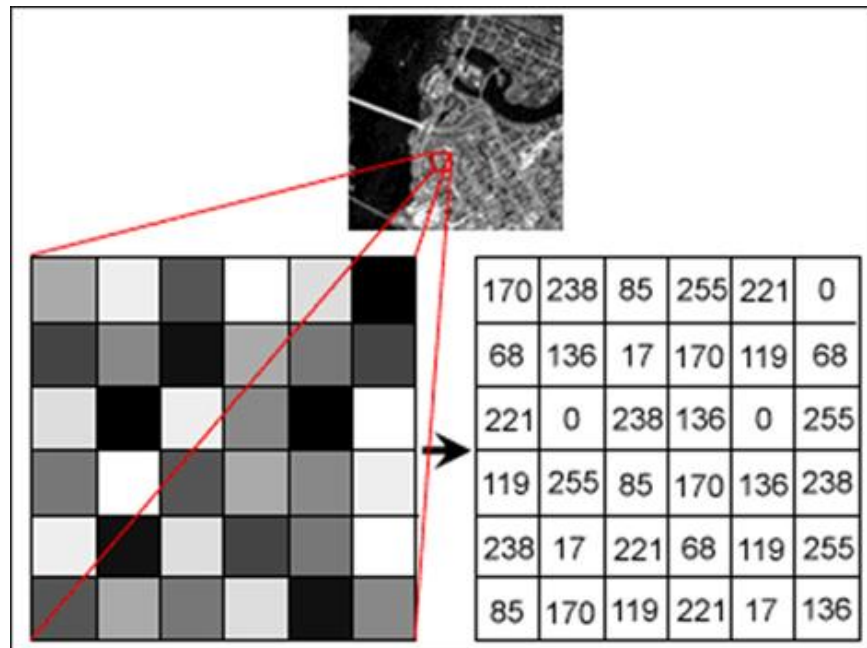 170 238 85 255 221 0
68 136 17 170 119 68
221 0 238 136 0 255
119 255 85 170 136 238
238 17 221 68 119 255
85 170 119 221 17 136